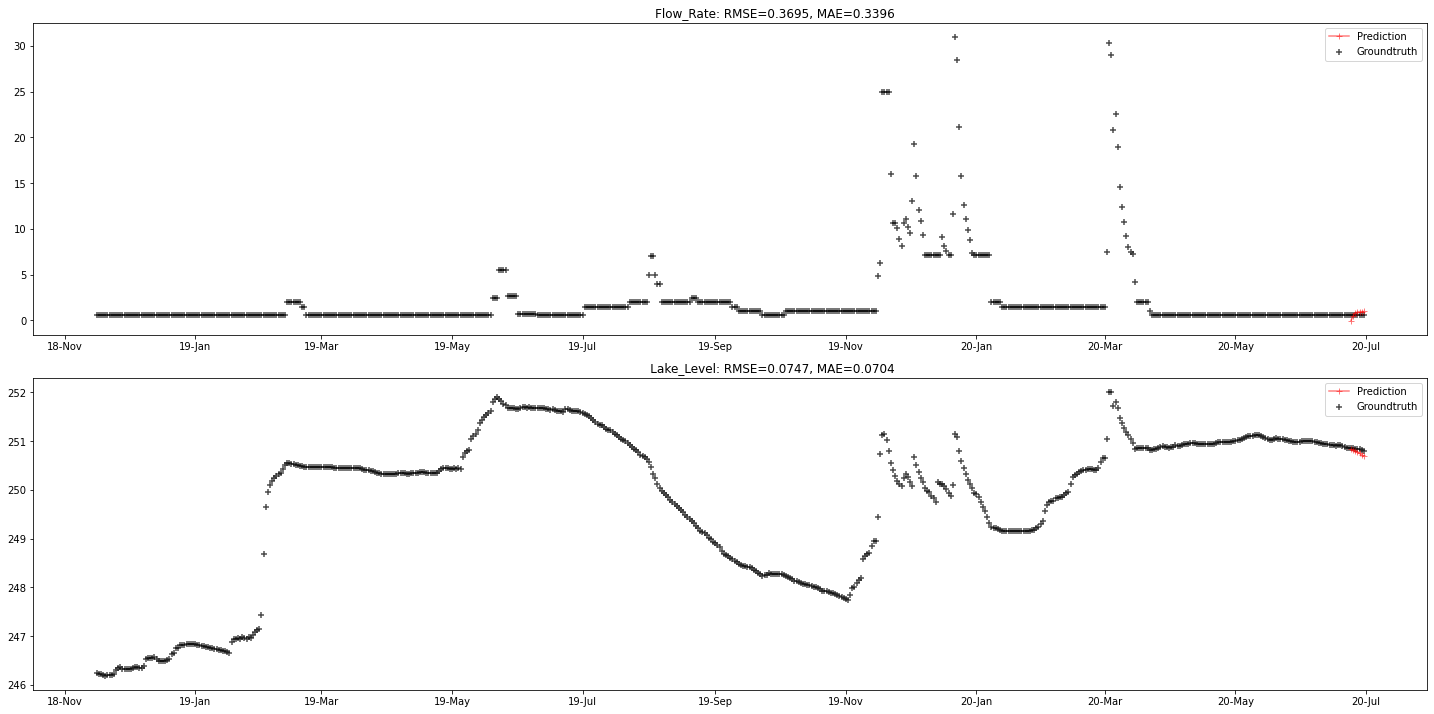 Flow_Rate: RMSE=0.3695, MAE=0.3396
Prediction
Groundtruth
30
25
20
15
10
5
0
18-Nov 19-Jan 19-Mar 19-May 19-Jul 19-Sep 19-Nov 20-Jan 20-Mar 20-May 20-Jul
Lake_Level: RMSE=0.0747, MAE=0.0704
Prediction
Groundtruth
252
251
250
249
248
247
246
18-Nov 19-Jan 19-Mar 19-May 19-Jul 19-Sep 19-Nov 20-Jan 20-Mar 20-May 20-Jul